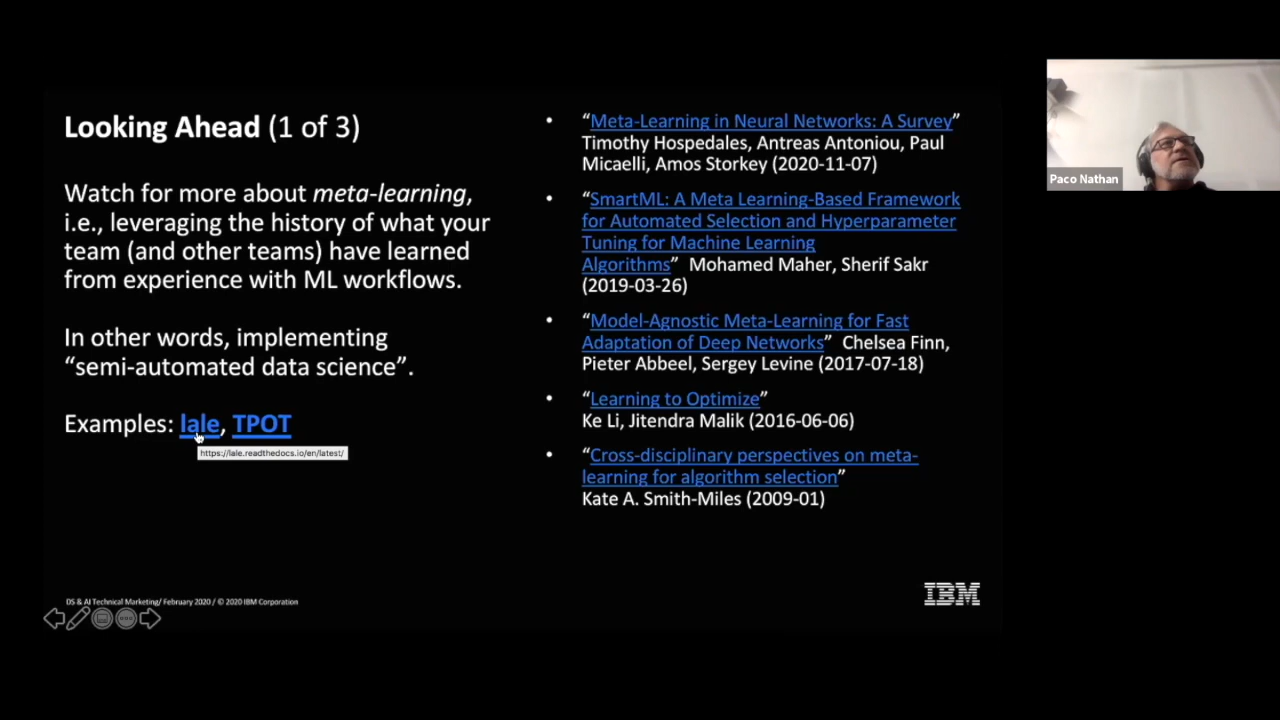 Looking Ahead (1 of 3)
Watch for more about meta-learning,
i.e., leveraging the history of what your
team (and other teams) have learned
from experience with ML workflows.
In other words, implementing
“semi-automated data science”.
Examples: lale, TPOT
https://lale.readthedocs.io/en/latest/
• “Meta-Learning in Neural Networks: A Survey”
Timothy Hospedales, Antreas Antoniou, Paul
Micaelli, Amos Storkey (2020-11-07)
• “SmartML: A Meta Learning-Based Framework
for Automated Selection and Hyperparameter
Tuning for Machine Learning
Algorithms” Mohamed Maher, Sherif Sakr
(2019-03-26)
• “Model-Agnostic Meta-Learning for Fast
Adaptation of Deep Networks” Chelsea Finn,
Pieter Abbeel, Sergey Levine (2017-07-18)
• “Learning to Optimize”
Ke Li, Jitendra Malik (2016-06-06)
• “Cross-disciplinary perspectives on meta-
learning for algorithm selection”
Kate A. Smith-Miles (2009-01)
DS & AI Technical Marketing/ February 2020 / © 2020 IBM Corporation
IBM
Paco Nathan